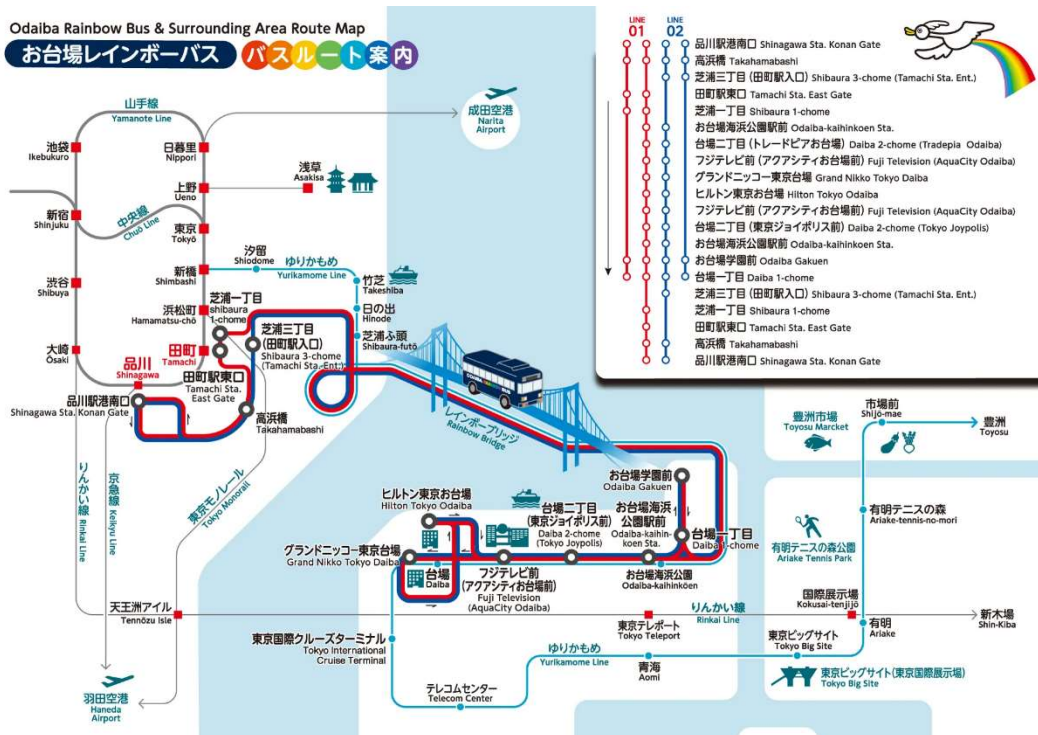 Odaiba Rainbow Bus & Surrounding Area Route Map
お台場レインボーバス バスルート案内
LINE
01
LINE
02
品川駅港南口 Shinagawa Sta. Konan Gate
高浜橋 Takahamabashi
芝浦三丁目(田町駅入口) Shibaura 3-chome (Tamachi Sta. Ent.)
田町駅東口 Tamachi Sta. East Gate
芝浦一丁目 Shibaura 1-chome
お台場海浜公園駅前 Odaiba-kaihinkoen Sta.
台場二丁目(トレードピアお台場) Daiba 2-chome (Tradepia Odaiba)
フジテレビ前(アクアシティお台場前) Fuji Television (AquaCity Odaiba)
グランドニッコー東京台場 Grand Nikko Tokyo Daiba
ヒルトン東京お台場 Hilton Tokyo Odaiba
フジテレビ前(アクアシティお台場前) Fuji Television (AquaCity Odaiba)
台場二丁目(東京ジョイポリス前) Daiba 2-chome (Tokyo Joypolis)
お台場海浜公園駅前 Odaiba-kaihinkoen Sta.
お台場学園前 Odaiba Gakuen
台場一丁目 Daiba 1-chome
芝浦三丁目(田町駅入口) Shibaura 3-chome (Tamachi Sta. Ent.)
芝浦一丁目 Shibaura 1-chome
田町駅東口 Tamachi Sta. East Gate
高浜橋 Takahamabashi
品川駅港南口 Shinagawa Sta. Konan Gate
山手線
Yamanote Line
成田空港
Narita
Airport
池袋
Ikebukuro
日暮里
Nippori
浅草
Asakisa
上野
Ueno
新宿
Shinjuku
中央線
Chuō Line
東京
Tokyō
汐留
Shiodome
ゆりかもめ
Yurikamome Line
竹芝
Takeshiba
新橋
Shimbashi
渋谷
Shibuya
日の出
Hinode
浜松町
Hamamatsu-chō
芝浦一丁目
shibaura
1-chome
芝浦三丁目
(田町駅入口)
Shibaura 3-chome
(Tamachi Sta. Ent.)
芝浦ふ頭
Shibaura-futō
大崎
Osaki
品川
Shinagawa
田町
Tamachi
田町駅東口
Tamachi Sta.
East Gate
品川駅港南口
Shinagawa Sta. Konan Gate
高浜橋
Takahamabashi
レインボーブリッジ
Rainbow Bridge
豊洲市場
Toyosu Marcket
市場前
Shijō-mae
豊洲
Toyosu
りんかい線
Rinkai Line
京急線
Keikyu Line
東京モノレール
Tokyo Monorail
お台場学園前
Odaiba Gakuen
ヒルトン東京お台場
Hilton Tokyo Odaiba
台場二丁目
(東京ジョイポリス前)
Daiba 2-chome
(Tokyo Joypolis)
お台場海浜
公園駅前
Odaiba-kaihin-
koen Sta.
台場一丁目
Daiba 1-chome
有明テニスの森
Ariake-tennis-no-mori
有明テニスの森公園
Ariake Tennis Park
グランドニッコー東京台場
Grand Nikko Tokyo Daiba
台場
Daiba
フジテレビ前
(アクアシティお台場前)
Fuji Television
(AquaCity Odaiba)
お台場海浜公園
Odaiba-kaihinkōen
国際展示場
Kokusai-tenjijō
天王洲アイル
Tennōzu Isle
りんかい線
Rinkai Line
新木場
Shin-Kiba
東京テレポート
Tokyo Teleport
有明
Ariake
東京国際クルーズターミナル
Tokyo International
Cruise Terminal
ゆりかもめ
Yurikamome Line
青海
Aomi
東京ビッグサイト
Tokyo Big Site
東京ビッグサイト(東京国際展示場)
Tokyo Big Site
テレコムセンター
Telecom Center
羽田空港
Haneda
Airport